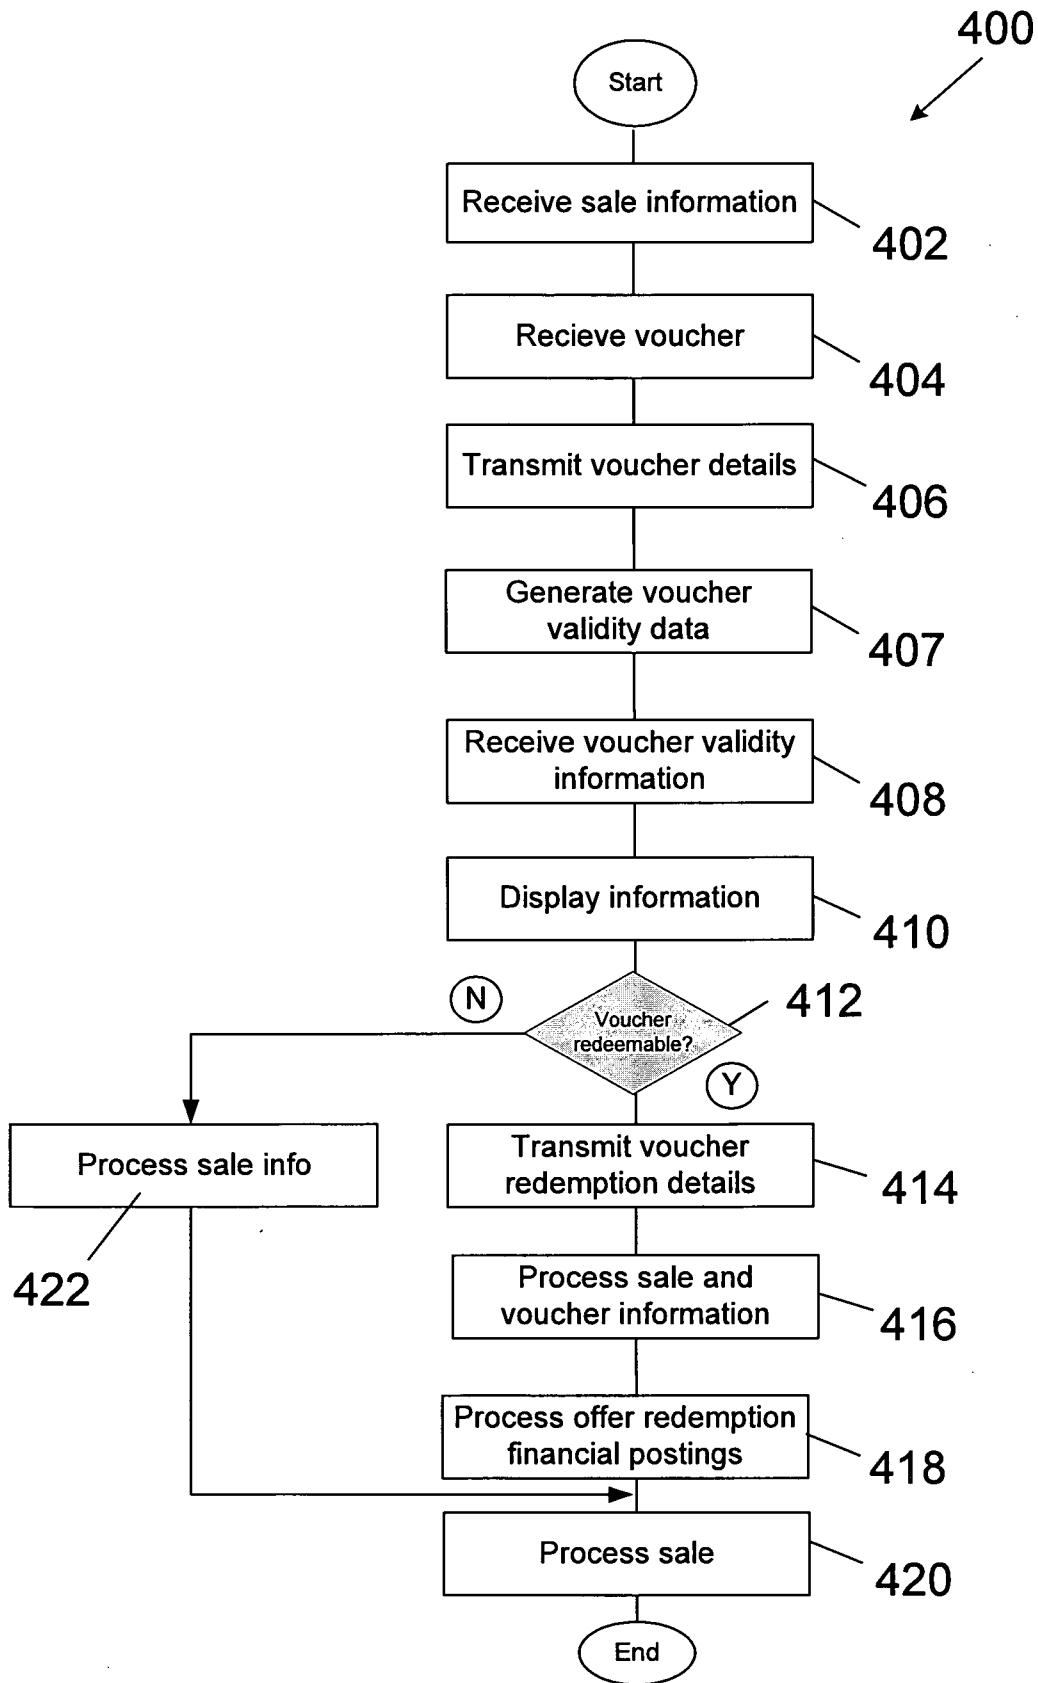 400
Start
Receive sale information
402
Recieve voucher
404
Transmit voucher details
406
Generate voucher
validity data
407
Receive voucher validity
information
408
Display information
410
N
412
Voucher
redeemable?
Y
Process sale info
422
Transmit voucher
redemption details
414
Process sale and
voucher information
416
Process offer redemption
financial postings
418
Process sale
420
End